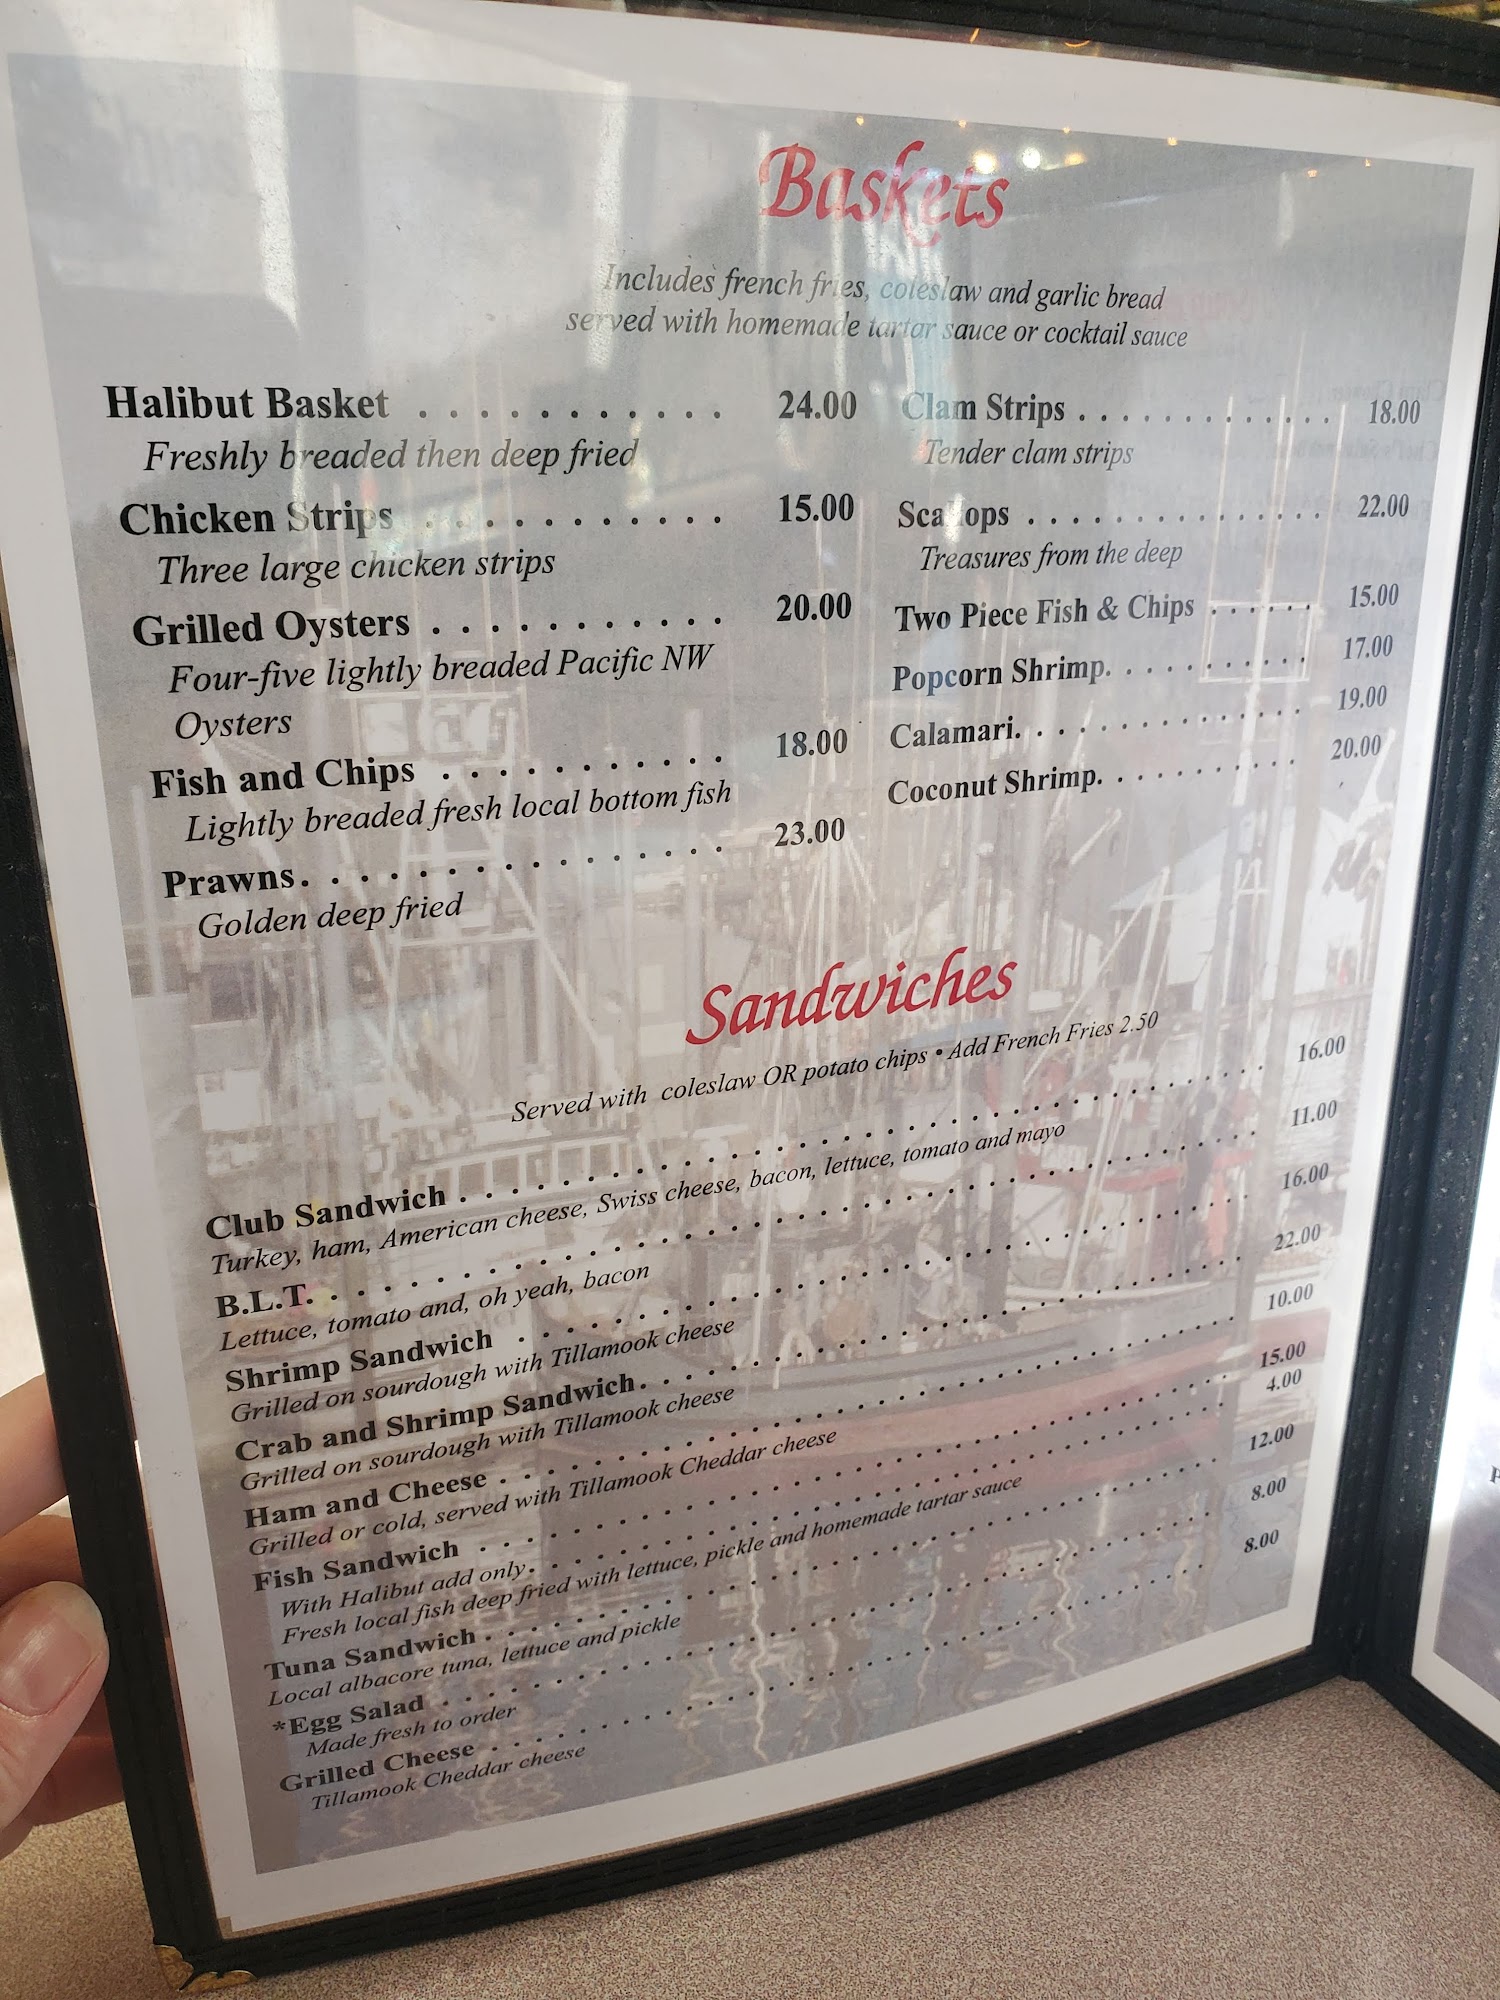 Baskets
Includes french fries, coleslaw and garlic bread
served with homemade tartar sauce or cocktail sauce
Halibut Basket . . . . . . . . . . . 24.00
Freshly breaded then deep fried
Chicken Strips . . . . . . . . . . . 15.00
Three large chicken strips
Grilled Oysters . . . . . . . . . . . 20.00
Four-five lightly breaded Pacific NW
Oysters
Fish and Chips . . . . . . . . . . . 18.00
Lightly breaded fresh local bottom fish
Prawns. . . . . . . . . . . . . . . . 23.00
Golden deep fried
Clam Strips . . . . . . . . . . . . . 18.00
Tender clam strips
Scallops . . . . . . . . . . . . . . . 22.00
Treasures from the deep
Two Piece Fish & Chips . . . . . . 15.00
Popcorn Shrimp. . . . . . . . . . . 17.00
Calamari. . . . . . . . . . . . . . . 19.00
Coconut Shrimp. . . . . . . . . . . 20.00
Sandwiches
Served with coleslaw OR potato chips • Add French Fries 2.50
Club Sandwich . . . . . . . . . . . . . . . . . . . . . . . . . . . . 16.00
Turkey, ham, American cheese, Swiss cheese, bacon, lettuce, tomato and mayo
B.L.T. . . . . . . . . . . . . . . . . . . . . . . . . . . . . . . . . 11.00
Lettuce, tomato and, oh yeah, bacon
Shrimp Sandwich . . . . . . . . . . . . . . . . . . . . . . . . . . 16.00
Grilled on sourdough with Tillamook cheese
Crab and Shrimp Sandwich. . . . . . . . . . . . . . . . . . . . . 22.00
Grilled on sourdough with Tillamook cheese
Ham and Cheese . . . . . . . . . . . . . . . . . . . . . . . . . . 10.00
Grilled or cold, served with Tillamook Cheddar cheese
Fish Sandwich . . . . . . . . . . . . . . . . . . . . . . . . . . . 15.00
With Halibut add only. . . . . . . . . . . . . . . . . . . . . . . . 4.00
Fresh local fish deep fried with lettuce, pickle and homemade tartar sauce
Tuna Sandwich . . . . . . . . . . . . . . . . . . . . . . . . . . . 12.00
Local albacore tuna, lettuce and pickle
*Egg Salad . . . . . . . . . . . . . . . . . . . . . . . . . . . . . 8.00
Made fresh to order
Grilled Cheese . . . . . . . . . . . . . . . . . . . . . . . . . . . 8.00
Tillamook Cheddar cheese